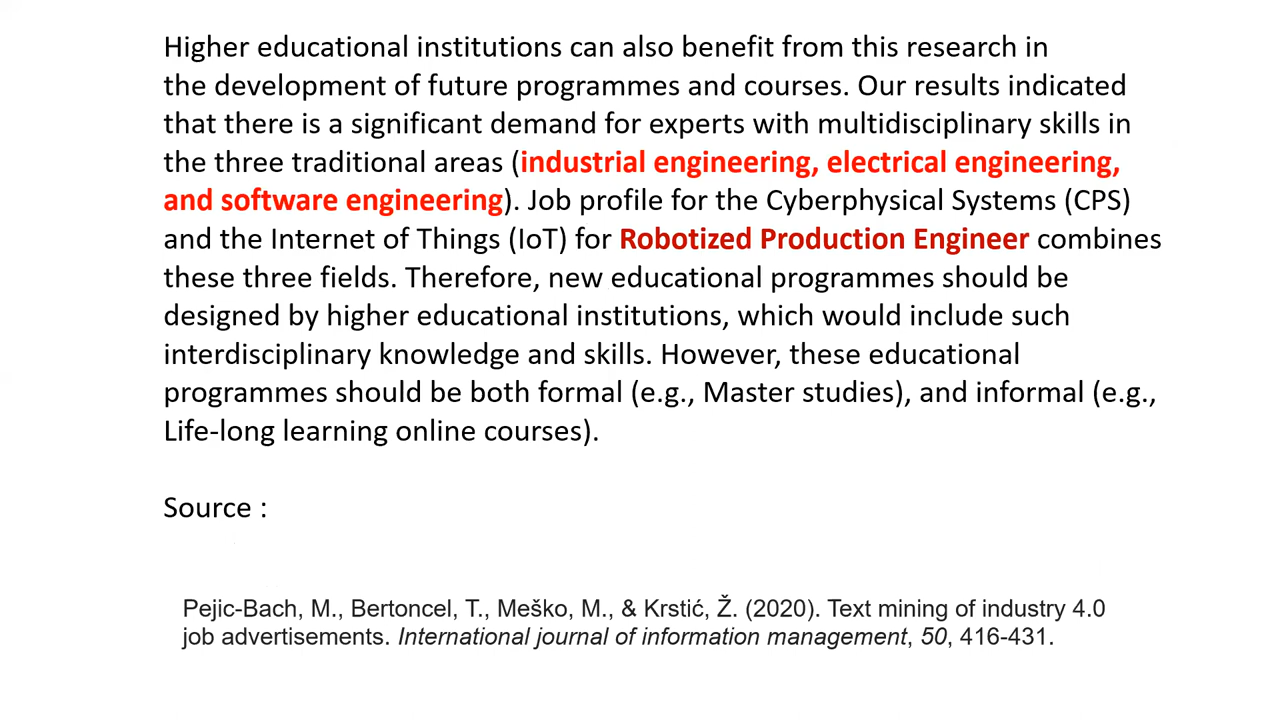 Higher educational institutions can also benefit from this research in
the development of future programmes and courses. Our results indicated
that there is a significant demand for experts with multidisciplinary skills in
the three traditional areas (industrial engineering, electrical engineering,
and software engineering). Job profile for the Cyberphysical Systems (CPS)
and the Internet of Things (IoT) for Robotized Production Engineer combines
these three fields. Therefore, new educational programmes should be
designed by higher educational institutions, which would include such
interdisciplinary knowledge and skills. However, these educational
programmes should be both formal (e.g., Master studies), and informal (e.g.,
Life-long learning online courses).
Source :
Pejic-Bach, M., Bertoncel, T., Meško, M., & Krstić, Ž. (2020). Text mining of industry 4.0
job advertisements. International journal of information management, 50, 416-431.